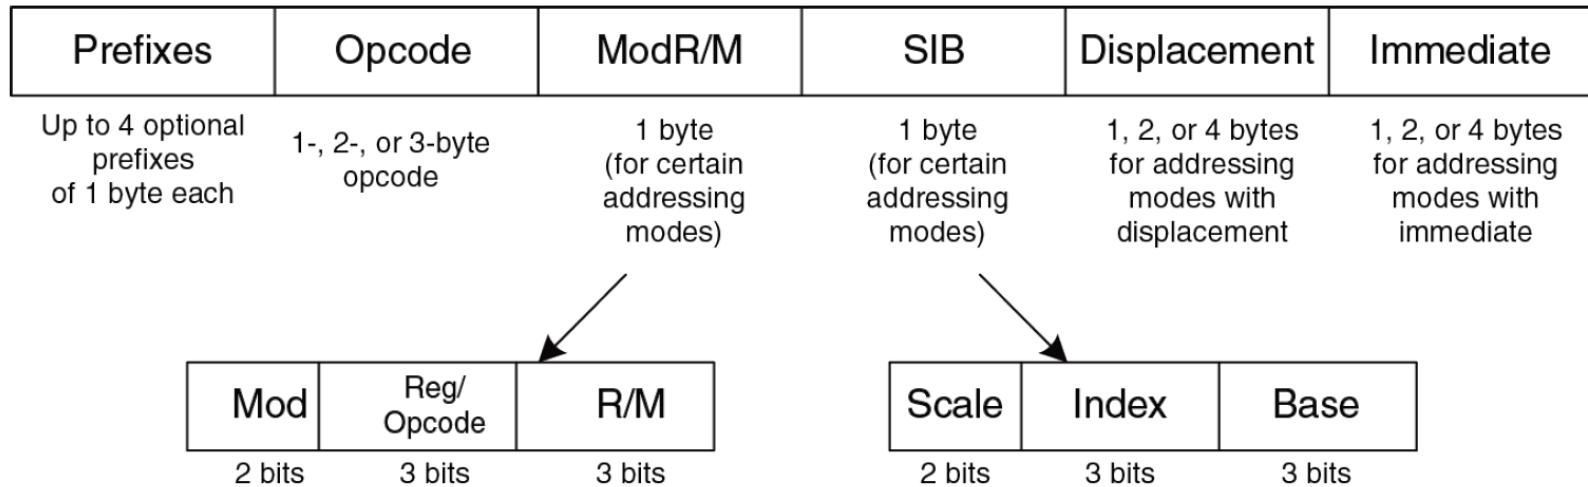 Prefixes
Opcode
ModR/M
SIB
Displacement
Immediate
Up to 4 optional
prefixes
of 1 byte each
1-, 2-, or 3-byte
opcode
1 byte
(for certain
addressing
modes)
1 byte
(for certain
addressing
modes)
1, 2, or 4 bytes
for addressing
modes with
displacement
1, 2, or 4 bytes
for addressing
modes with
immediate
Mod
Reg/
Opcode
R/M
2 bits
3 bits
3 bits
Scale
Index
Base
2 bits
3 bits
3 bits